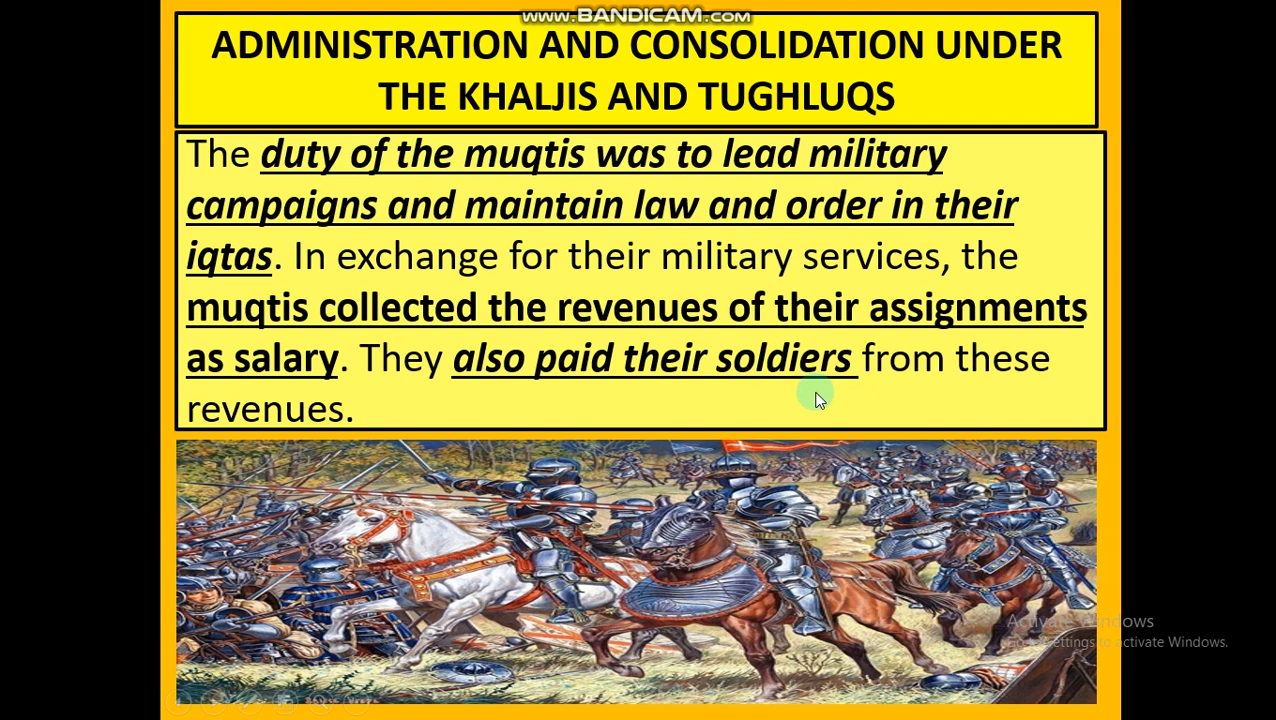 www.BANDICAM.com
ADMINISTRATION AND CONSOLIDATION UNDER
THE KHALJIS AND TUGHLUQS
The duty of the muqtis was to lead military
campaigns and maintain law and order in their
iqtas. In exchange for their military services, the
muqtis collected the revenues of their assignments
as salary. They also paid their soldiers from these
revenues.
Activate Windows
settings to activate Windows.